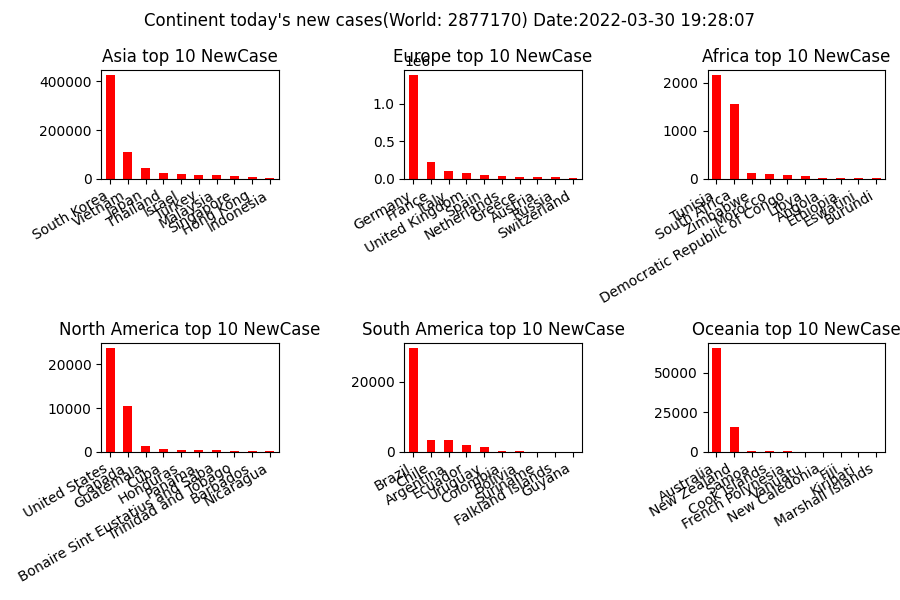 Continent today's new cases(World: 2877170) Date:2022-03-30 19:28:07
Asia top 10 NewCase
400000
200000
0
South Korea
Vietnam
Japan
Thailand
Israel
Turkey
Malaysia
Singapore
Hong Kong
Indonesia
Europe top 10 NewCase
1e6
1.0
0.5
0.0
Germany
France
Italy
United Kingdom
Spain
Netherlands
Greece
Austria
Russia
Switzerland
Africa top 10 NewCase
2000
1000
0
Tunisia
South Africa
Zimbabwe
Morocco
Democratic Republic of Congo
Libya
Angola
Ethiopia
Eswatini
Burundi
North America top 10 NewCase
20000
10000
0
United States
Canada
Guatemala
Cuba
Honduras
Panama
Bonaire Sint Eustatius and Saba
Trinidad and Tobago
Barbados
Nicaragua
South America top 10 NewCase
20000
0
Brazil
Chile
Argentina
Ecuador
Uruguay
Colombia
Bolivia
Suriname
Falkland Islands
Guyana
Oceania top 10 NewCase
50000
25000
0
Australia
New Zealand
Samoa
Cook Islands
French Polynesia
Vanuatu
New Caledonia
Fiji
Kiribati
Marshall Islands